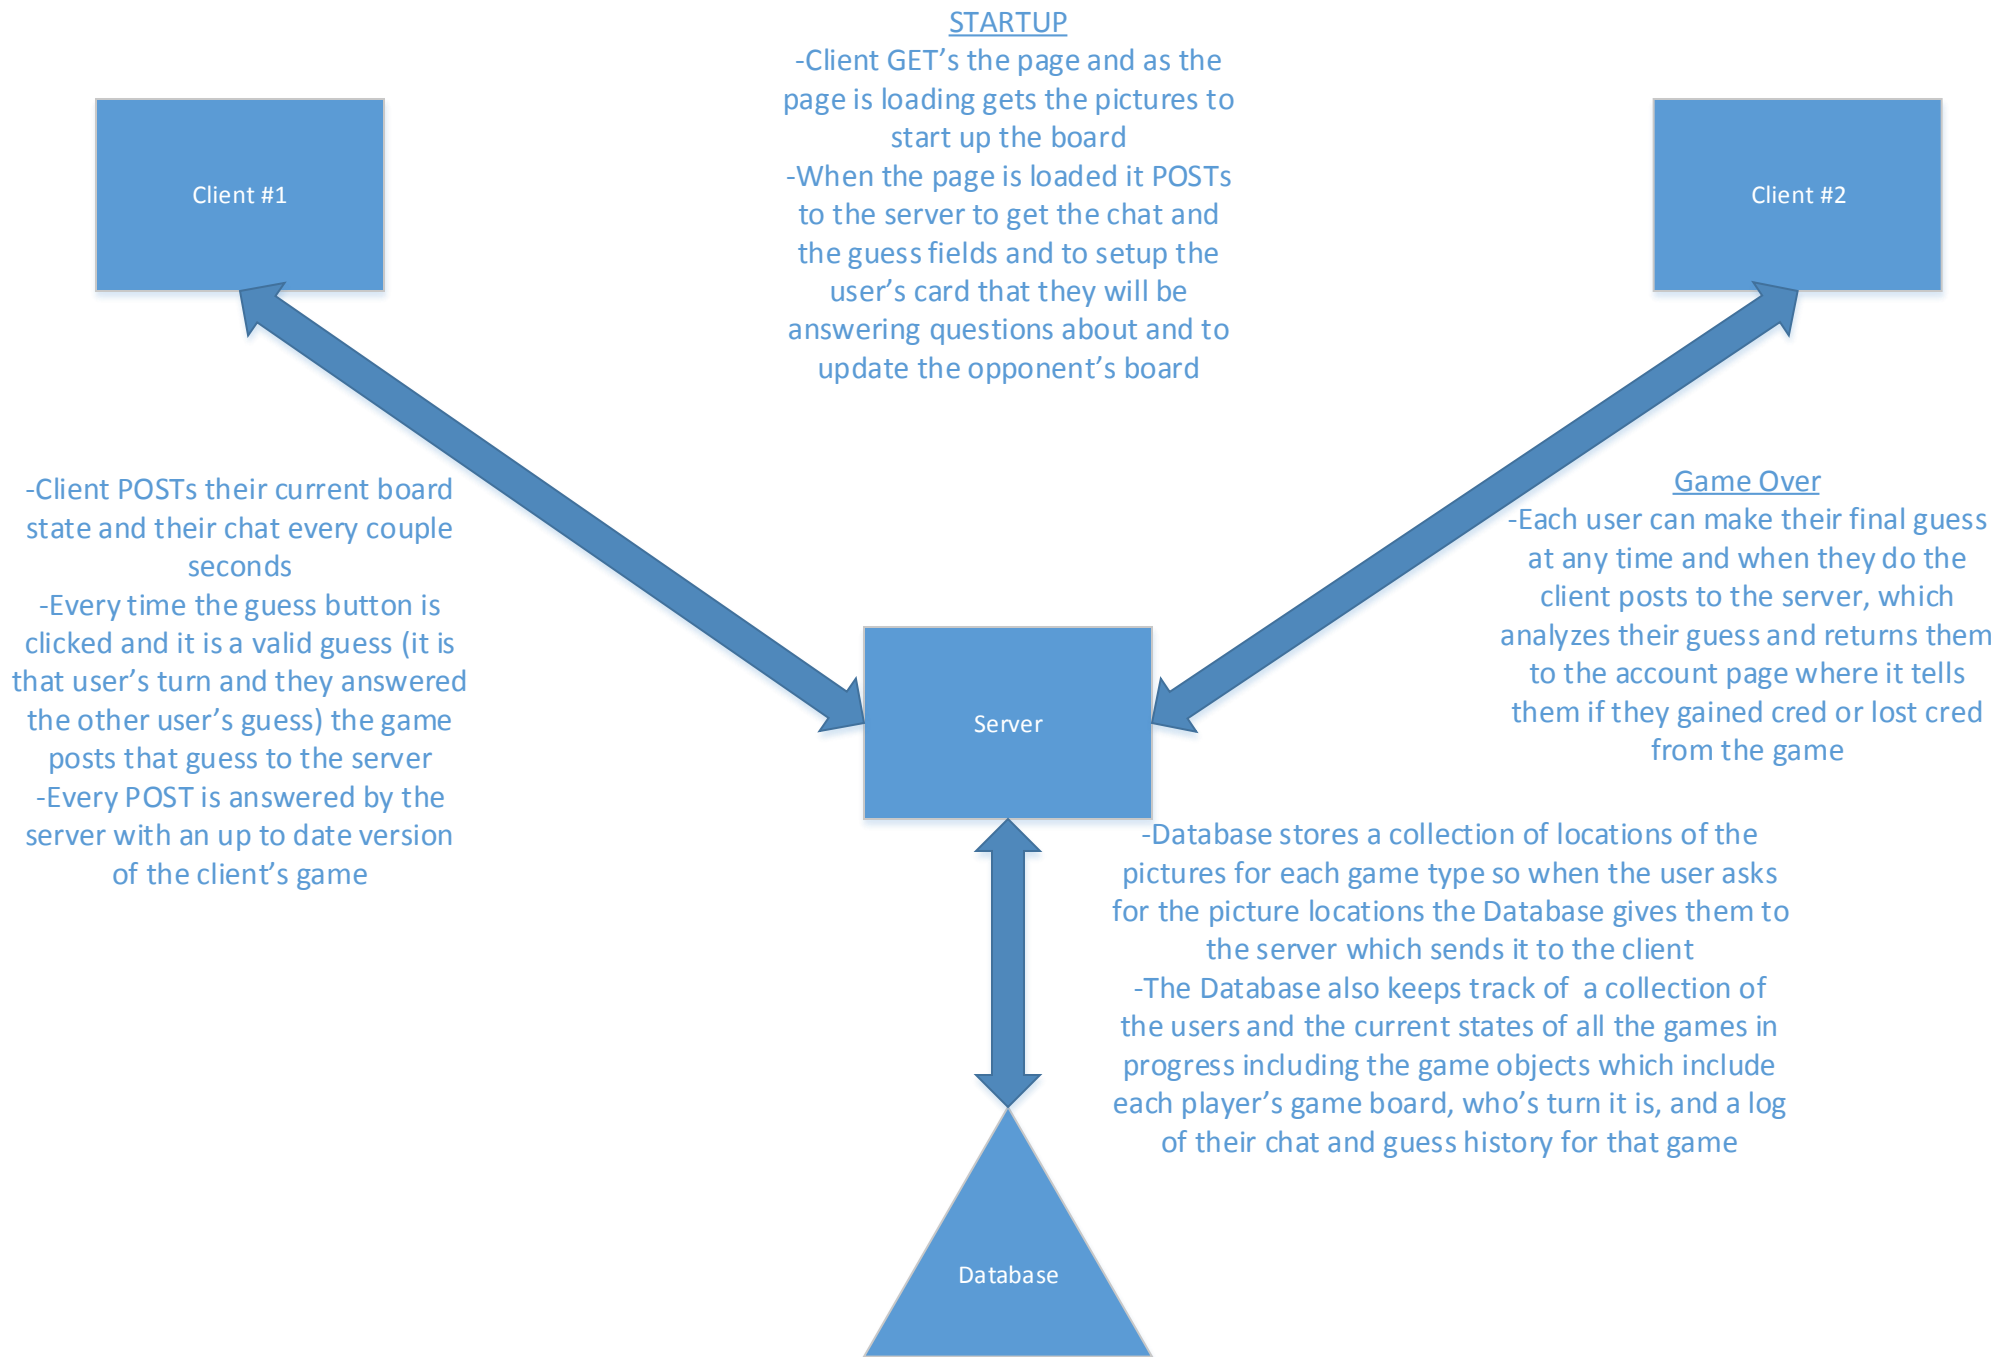 STARTUP
-Client GET’s the page and as the
page is loading gets the pictures to
start up the board
-When the page is loaded it POSTs
to the server to get the chat and
the guess fields and to setup the
user’s card that they will be
answering questions about and to
update the opponent’s board
Client #1
Client #2
-Client POSTs their current board
state and their chat every couple
seconds
-Every time the guess button is
clicked and it is a valid guess (it is
that user’s turn and they answered
the other user’s guess) the game
posts that guess to the server
-Every POST is answered by the
server with an up to date version
of the client’s game
Game Over
-Each user can make their final guess
at any time and when they do the
client posts to the server, which
analyzes their guess and returns them
to the account page where it tells
them if they gained cred or lost cred
from the game
Server
-Database stores a collection of locations of the
pictures for each game type so when the user asks
for the picture locations the Database gives them to
the server which sends it to the client
-The Database also keeps track of  a collection of
the users and the current states of all the games in
progress including the game objects which include
each player’s game board, who’s turn it is, and a log
of their chat and guess history for that game
Database